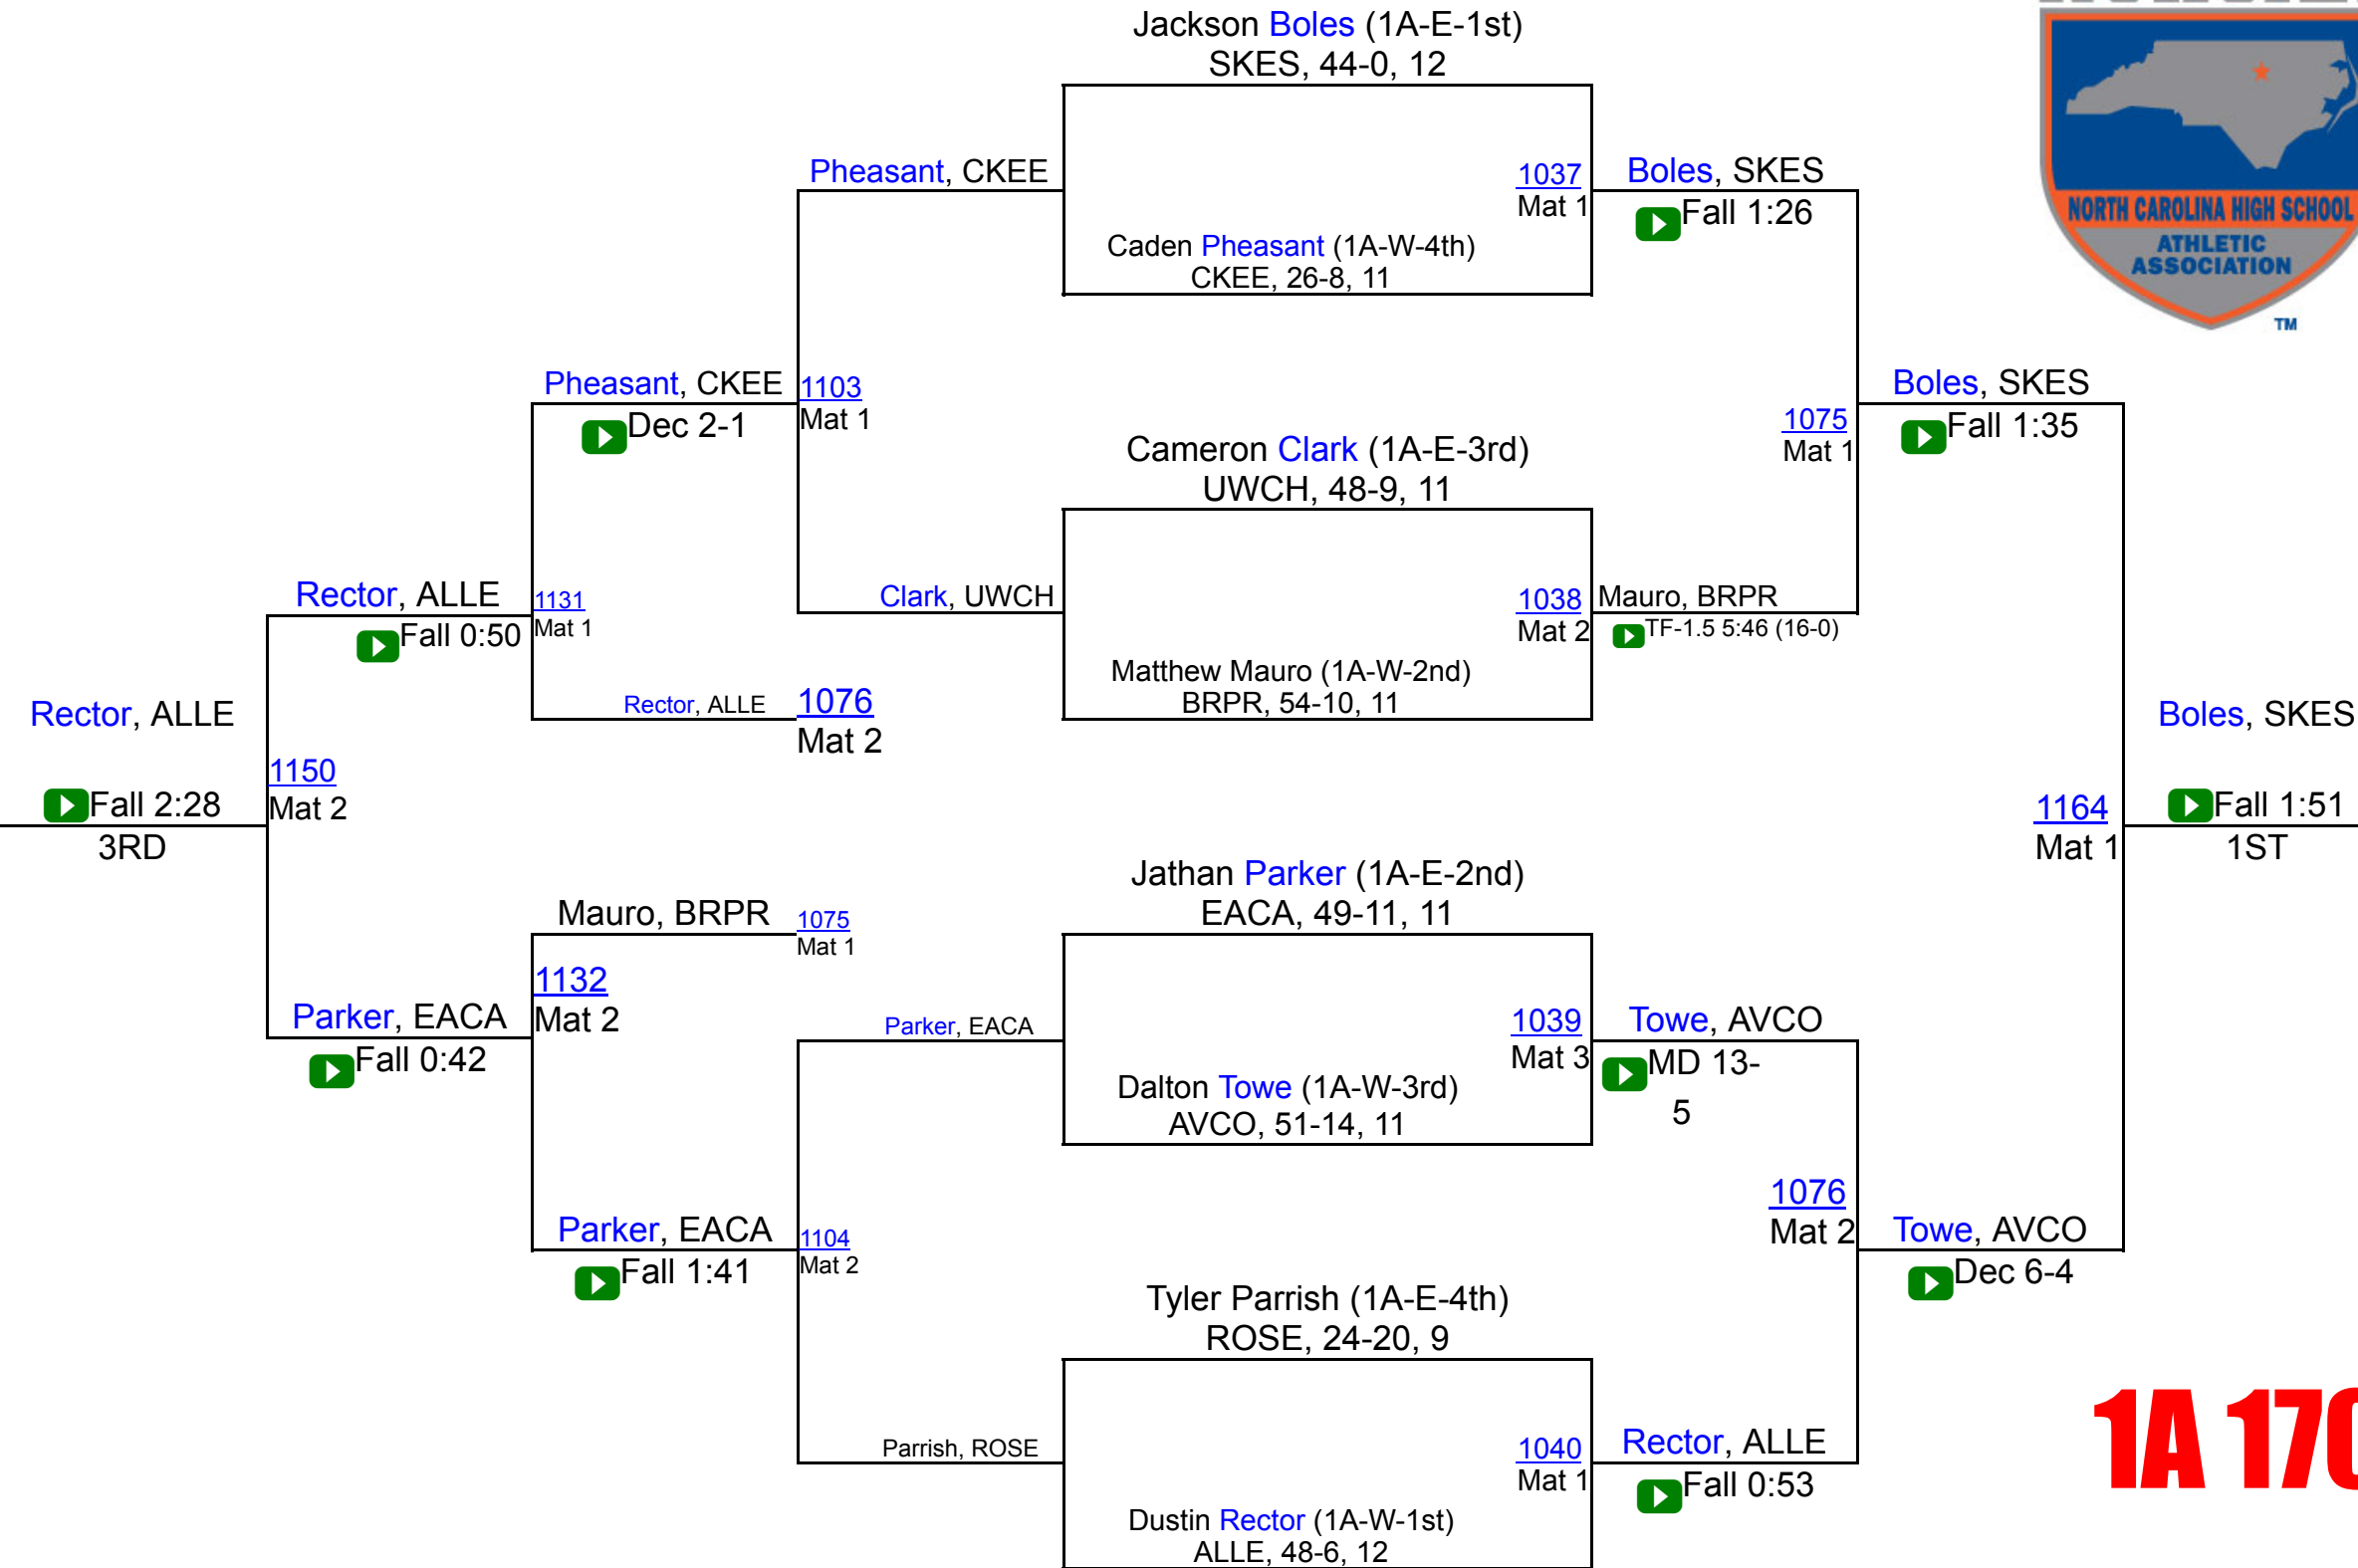 Jackson Boles (1A-E-1st)
SKES, 44-0, 12
Pheasant, CKEE
1037
Mat 1
Boles, SKES
Fall 1:26
Caden Pheasant (1A-W-4th)
CKEE, 26-8, 11
NORTH CAROLINA HIGH SCHOOL
ATHLETIC
ASSOCIATION
TM
Pheasant, CKEE
Dec 2-1
1103
Mat 1
Boles, SKES
Fall 1:35
1075
Mat 1
Cameron Clark (1A-E-3rd)
UWCH, 48-9, 11
Rector, ALLE
Fall 0:50
1131
Mat 1
Clark, UWCH
1038
Mat 2
Mauro, BRPR
TF-1.5 5:46 (16-0)
Matthew Mauro (1A-W-2nd)
BRPR, 54-10, 11
Rector, ALLE
1076
Mat 2
Rector, ALLE
Fall 2:28
3RD
1150
Mat 2
Boles, SKES
Fall 1:51
1ST
1164
Mat 1
Jathan Parker (1A-E-2nd)
EACA, 49-11, 11
Mauro, BRPR
1075
Mat 1
1132
Mat 2
Parker, EACA
Fall 0:42
Parker, EACA
1039
Mat 3
Towe, AVCO
MD 13-
5
Dalton Towe (1A-W-3rd)
AVCO, 51-14, 11
1076
Mat 2
Parker, EACA
Fall 1:41
1104
Mat 2
Towe, AVCO
Dec 6-4
Tyler Parrish (1A-E-4th)
ROSE, 24-20, 9
Parrish, ROSE
1040
Mat 1
Rector, ALLE
Fall 0:53
Dustin Rector (1A-W-1st)
ALLE, 48-6, 12
1A 170